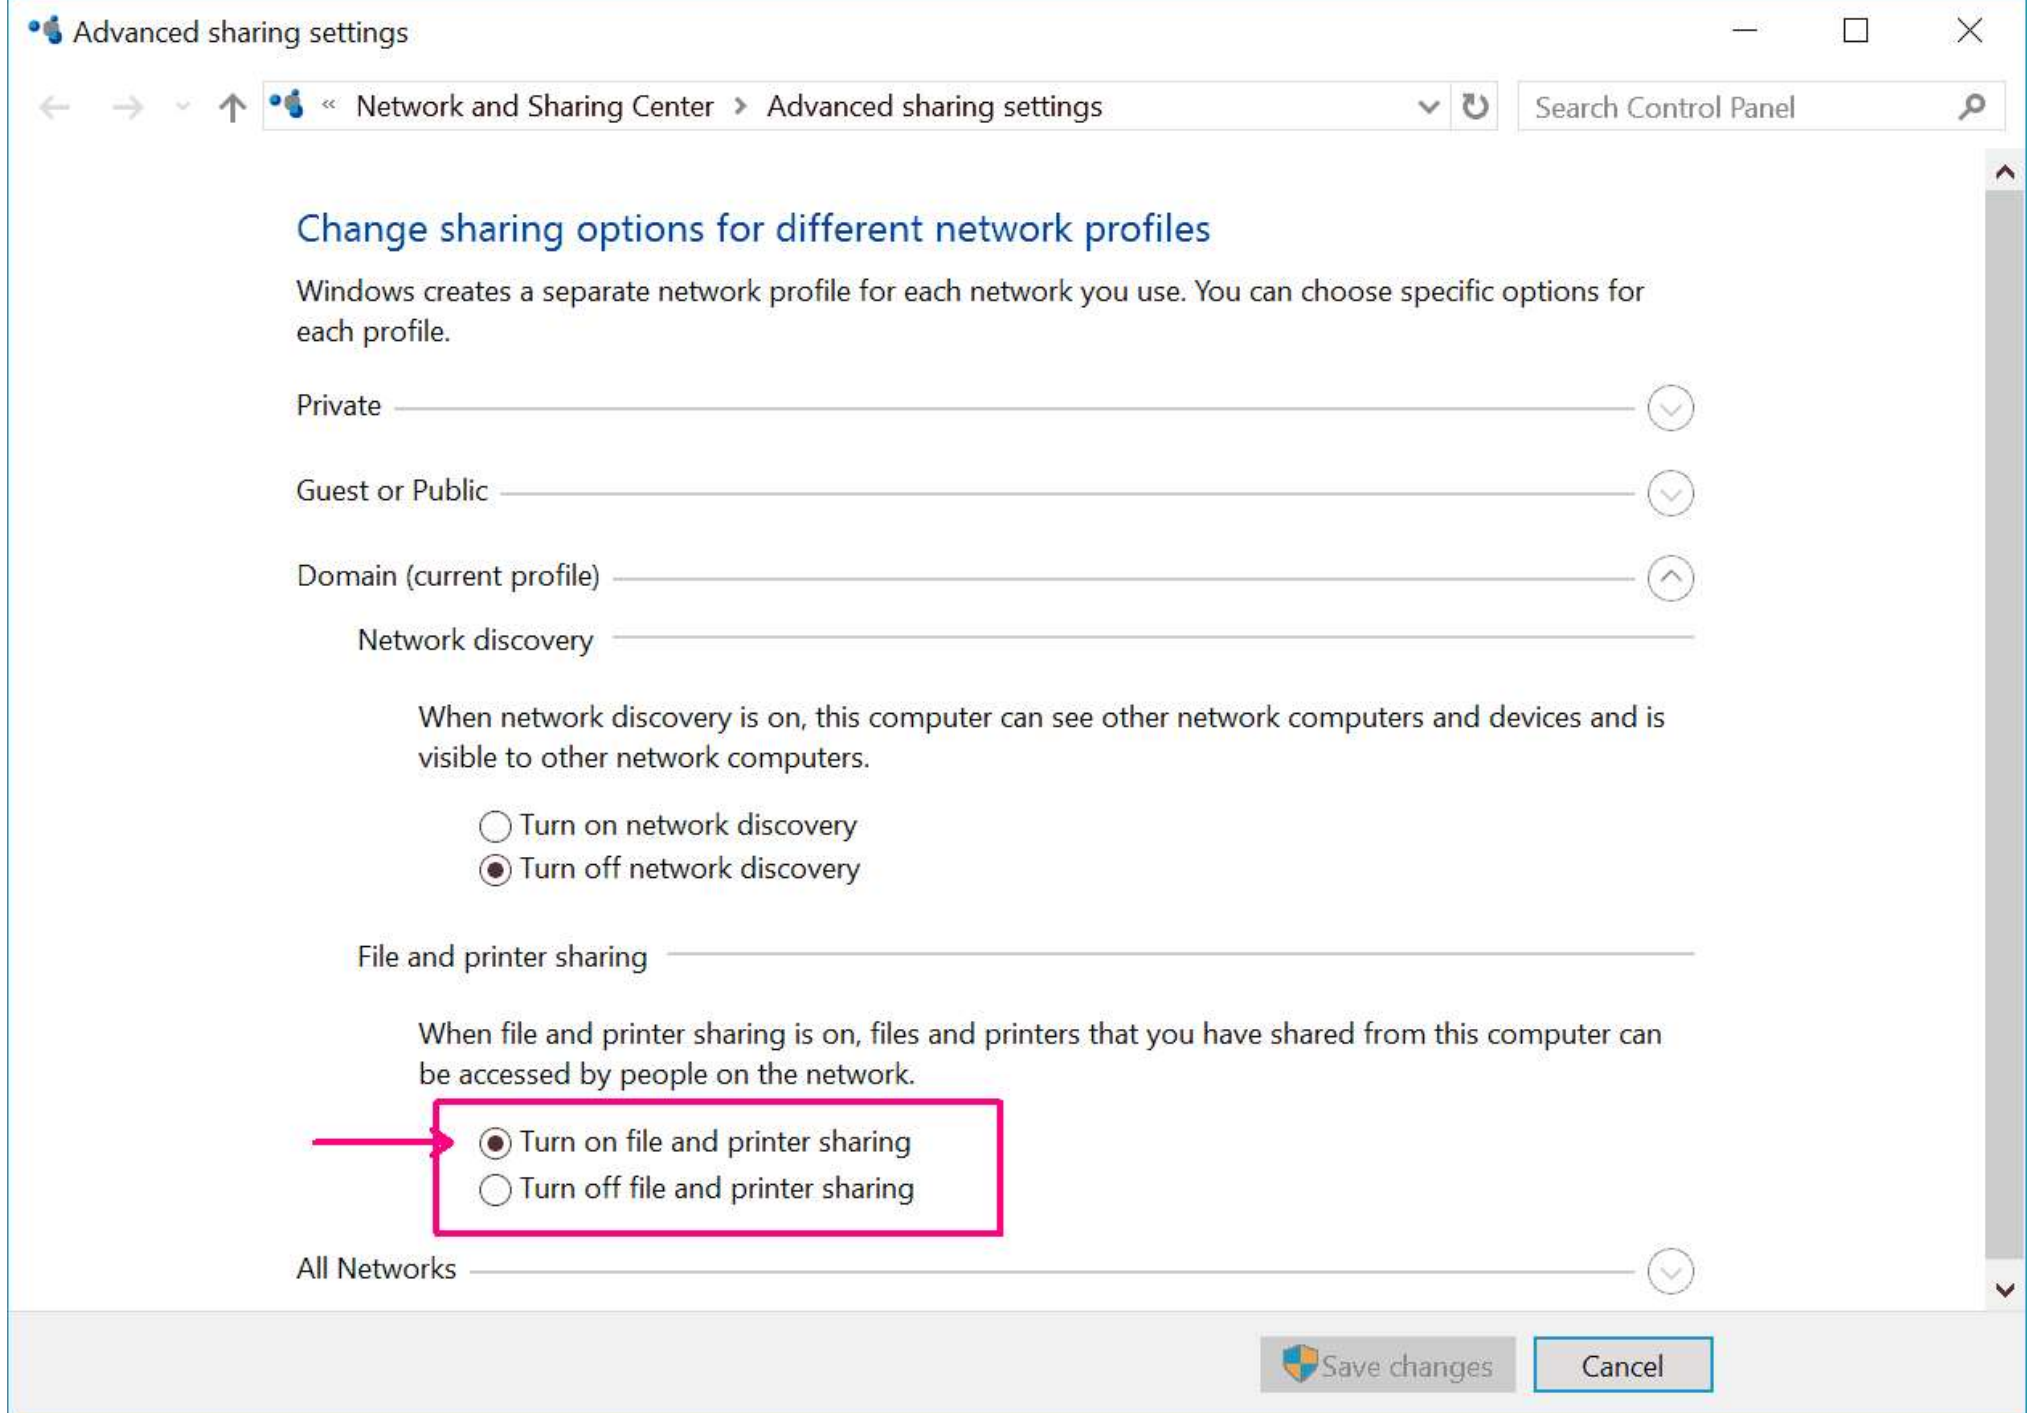 Advanced sharing settings
« Network and Sharing Center > Advanced sharing settings
Search Control Panel
Change sharing options for different network profiles
Windows creates a separate network profile for each network you use. You can choose specific options for
each profile.
Private
Guest or Public
Domain (current profile)
Network discovery
When network discovery is on, this computer can see other network computers and devices and is
visible to other network computers.
Turn on network discovery
Turn off network discovery
File and printer sharing
When file and printer sharing is on, files and printers that you have shared from this computer can
be accessed by people on the network.
Turn on file and printer sharing
Turn off file and printer sharing
All Networks
Save changes
Cancel